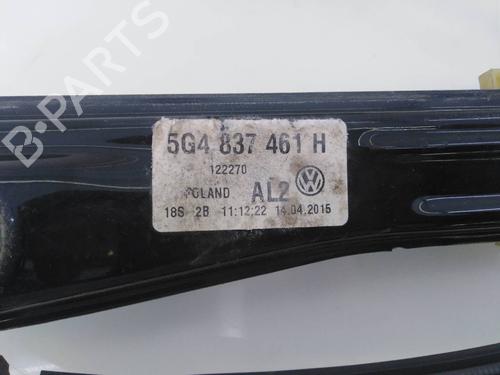 B-Parts
5G4 837 461 H
122270
POLAND AL2
18S 2B 11:12:22 14.04.2015